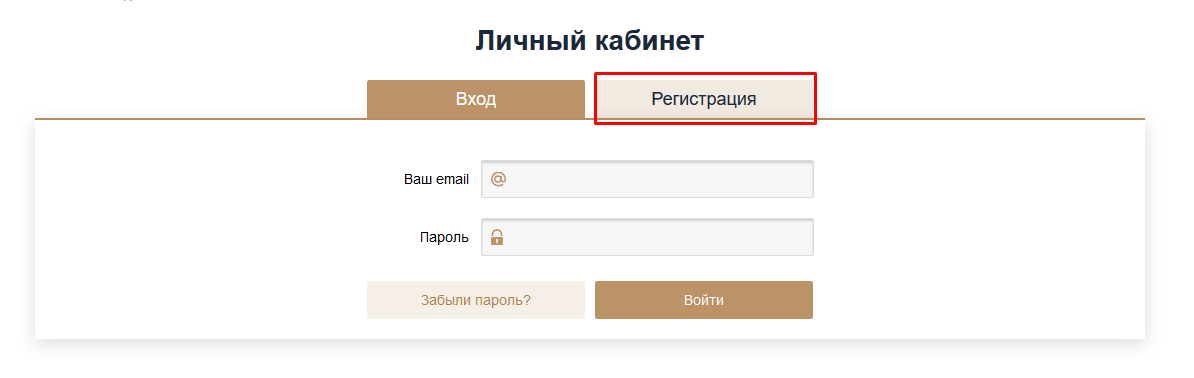 Личный кабинет
Вход
Регистрация
Ваш email
Пароль
Забыли пароль?
Войти